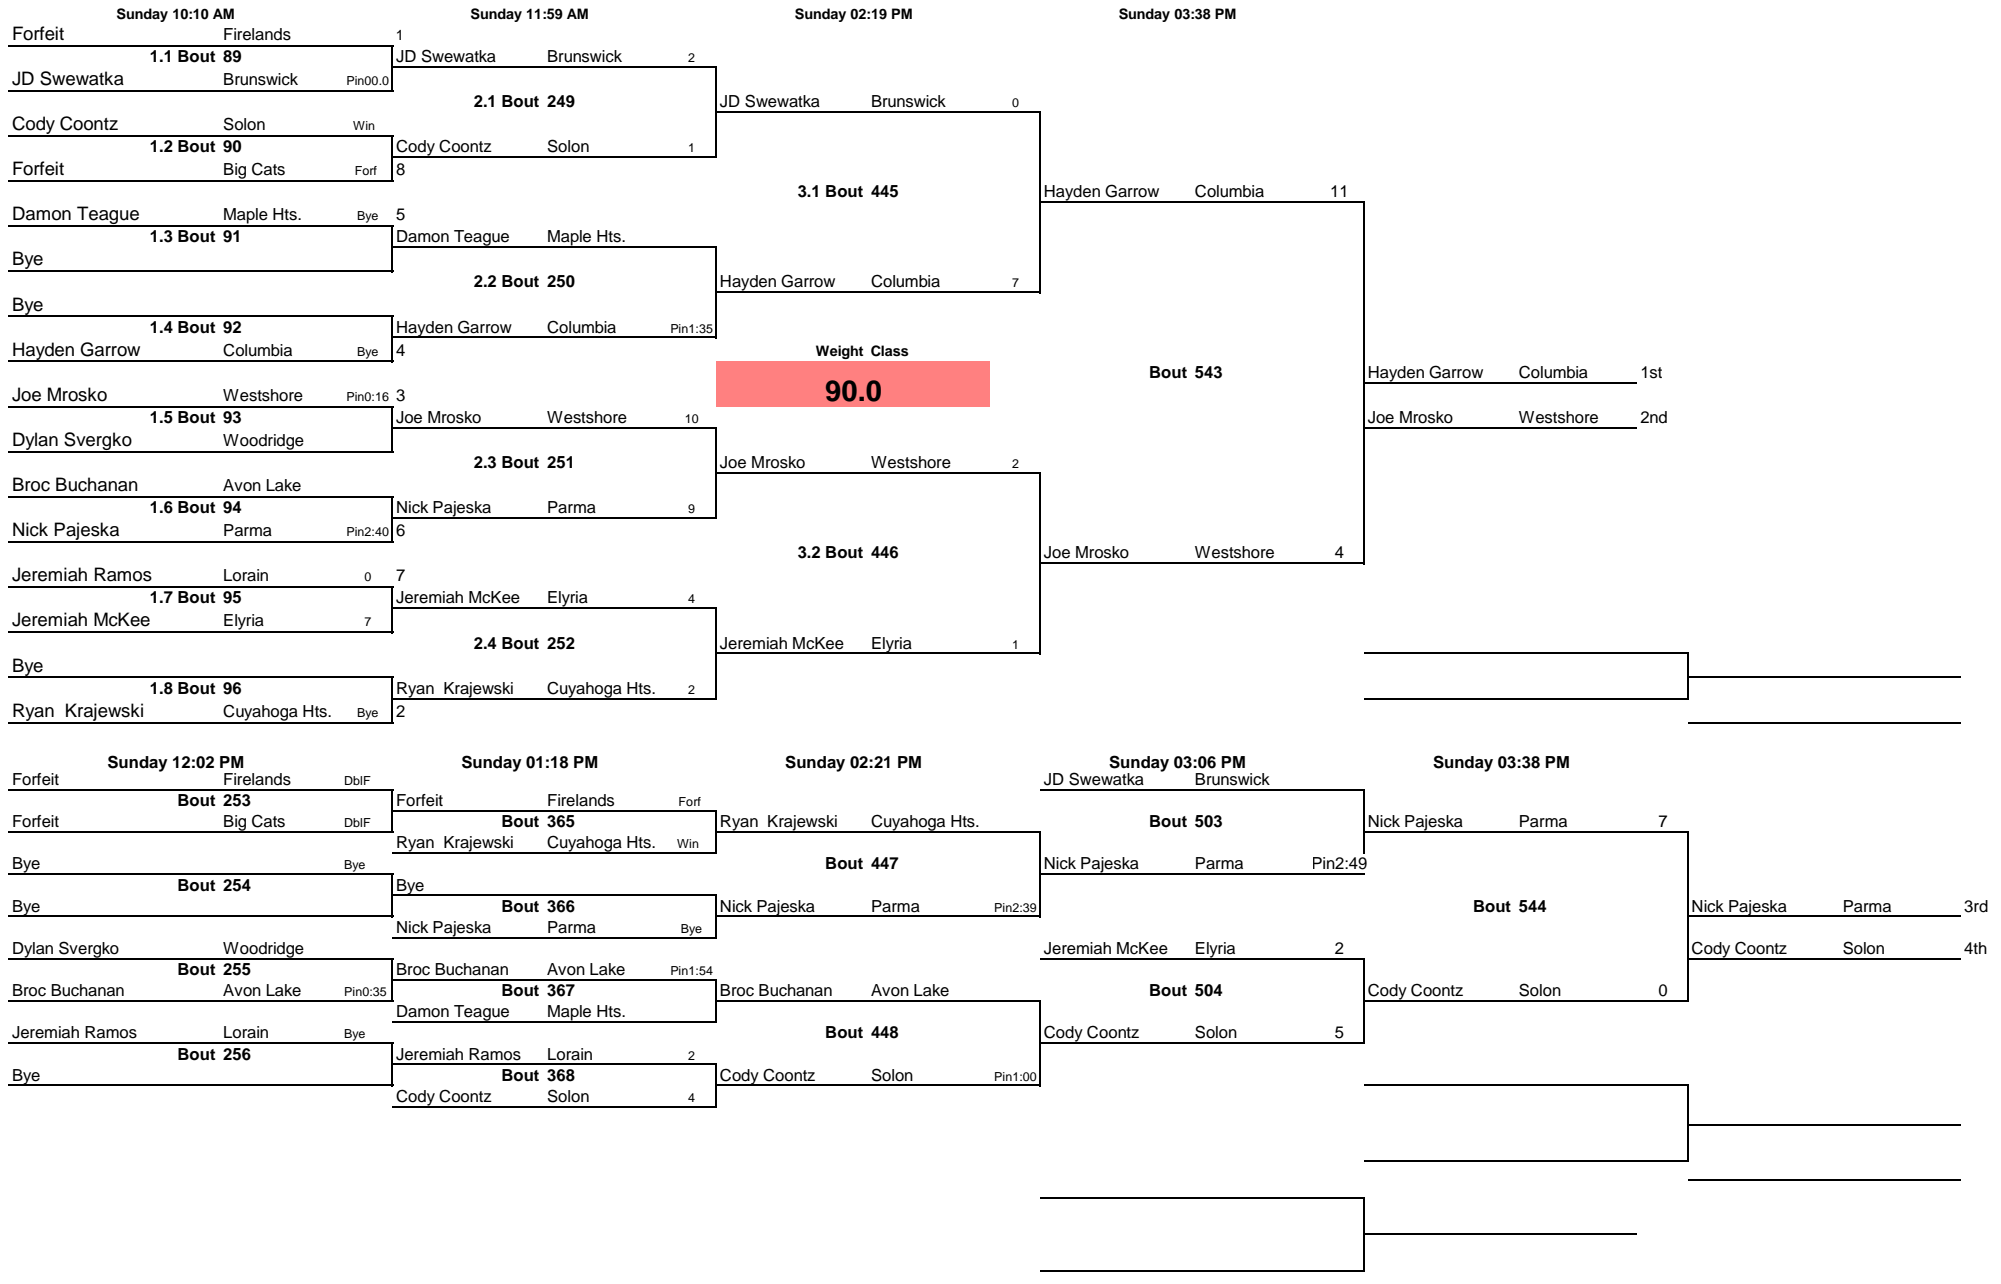 Sunday 10:10 AM Sunday 11:59 AM Sunday 02:19 PM Sunday 03:38 PM
Forfeit Firelands 1
1.1 Bout 89 JD Swewatka Brunswick 2
JD Swewatka Brunswick Pin00.0
2.1 Bout 249 JD Swewatka Brunswick 0
Cody Coontz Solon Win
1.2 Bout 90 Cody Coontz Solon 1
Forfeit Big Cats Forf 8
3.1 Bout 445 Hayden Garrow Columbia 11
Damon Teague Maple Hts. Bye 5
1.3 Bout 91 Damon Teague Maple Hts.
Bye
2.2 Bout 250 Hayden Garrow Columbia 7
Bye
1.4 Bout 92 Hayden Garrow Columbia Pin1:35
Hayden Garrow Columbia Bye 4 Weight Class
Bout 543 Hayden Garrow Columbia 1st
Joe Mrosko Westshore Pin0:16 3 90.0
1.5 Bout 93 Joe Mrosko Westshore 10 Joe Mrosko Westshore 2nd
Dylan Svergko Woodridge
2.3 Bout 251 Joe Mrosko Westshore 2
Broc Buchanan Avon Lake
1.6 Bout 94 Nick Pajeska Parma 9
Nick Pajeska Parma Pin2:40 6
3.2 Bout 446 Joe Mrosko Westshore 4
Jeremiah Ramos Lorain 0 7
1.7 Bout 95 Jeremiah McKee Elyria 4
Jeremiah McKee Elyria 7
2.4 Bout 252 Jeremiah McKee Elyria 1
Bye
1.8 Bout 96 Ryan Krajewski Cuyahoga Hts. 2
Ryan Krajewski Cuyahoga Hts. Bye 2
Sunday 12:02 PM Sunday 01:18 PM Sunday 02:21 PM Sunday 03:06 PM Sunday 03:38 PM
Forfeit Firelands DblF JD Swewatka Brunswick
Bout 253 Forfeit Firelands Forf
Forfeit Big Cats DblF Bout 365 Ryan Krajewski Cuyahoga Hts. Bout 503 Nick Pajeska Parma 7
Ryan Krajewski Cuyahoga Hts. Win
Bye Bye Bout 447 Nick Pajeska Parma Pin2:49
Bout 254 Bye
Bye Bout 366 Nick Pajeska Parma Pin2:39 Bout 544 Nick Pajeska Parma 3rd
Nick Pajeska Parma Bye
Dylan Svergko Woodridge Jeremiah McKee Elyria 2 Cody Coontz Solon 4th
Bout 255 Broc Buchanan Avon Lake Pin1:54
Broc Buchanan Avon Lake Pin0:35 Bout 367 Broc Buchanan Avon Lake Bout 504 Cody Coontz Solon 0
Damon Teague Maple Hts.
Jeremiah Ramos Lorain Bye Bout 448 Cody Coontz Solon 5
Bout 256 Jeremiah Ramos Lorain 2
Bye Bout 368 Cody Coontz Solon Pin1:00
Cody Coontz Solon 4